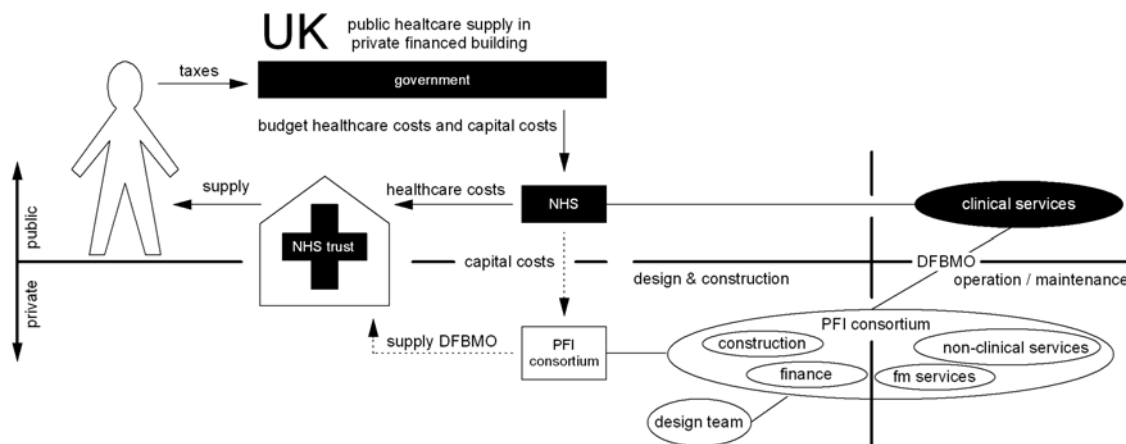 UK
public healtcare supply in
private financed building
taxes
government
budget healthcare costs and capital costs
supply
healthcare costs
NHS
clinical services
public
NHS trust
capital costs
design & construction
DFBMO
operation / maintenance
private
supply DFBMO
PFI
consortium
PFI consortium
construction
non-clinical services
finance
fm services
design team